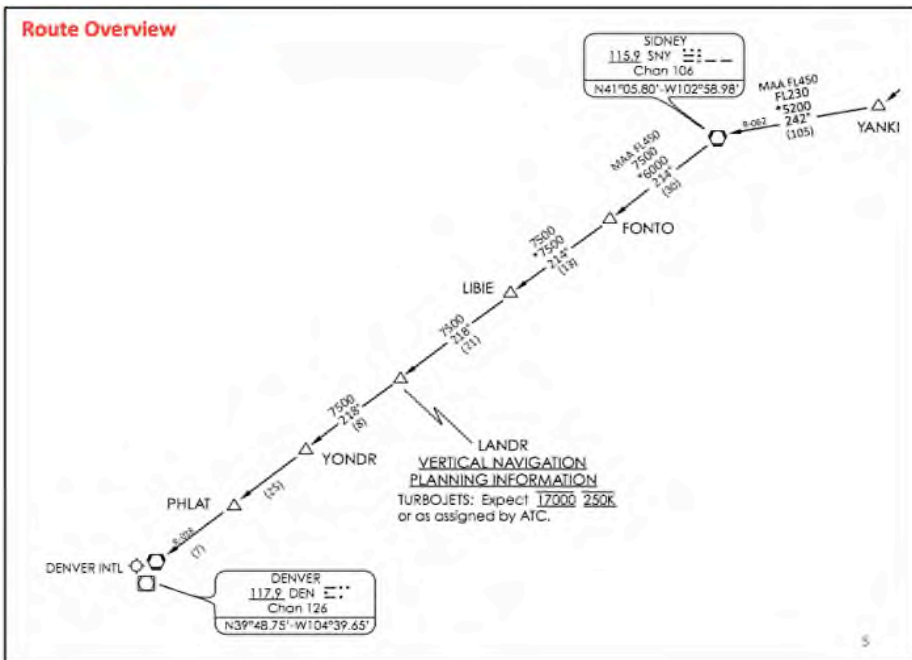 Route Overview
SIDNEY
115.9 SNY
Chan 106
N41°05.80'-W102°58.98'
MAA FL450
FL230
*5200
242°
(105)
R-062
YANKI
MAA FL450
7500
*6000
214°
(30)
FONTO
7500
*7500
214°
(13)
LIBIE
7500
218°
(21)
LANDR
VERTICAL NAVIGATION
PLANNING INFORMATION
TURBOJETS: Expect 17000 250K
or as assigned by ATC.
7500
218°
(8)
YONDR
(25)
PHLAT
(7)
DENVER INTL
DENVER
117.9 DEN
Chan 126
N39°48.75'-W104°39.65'
5